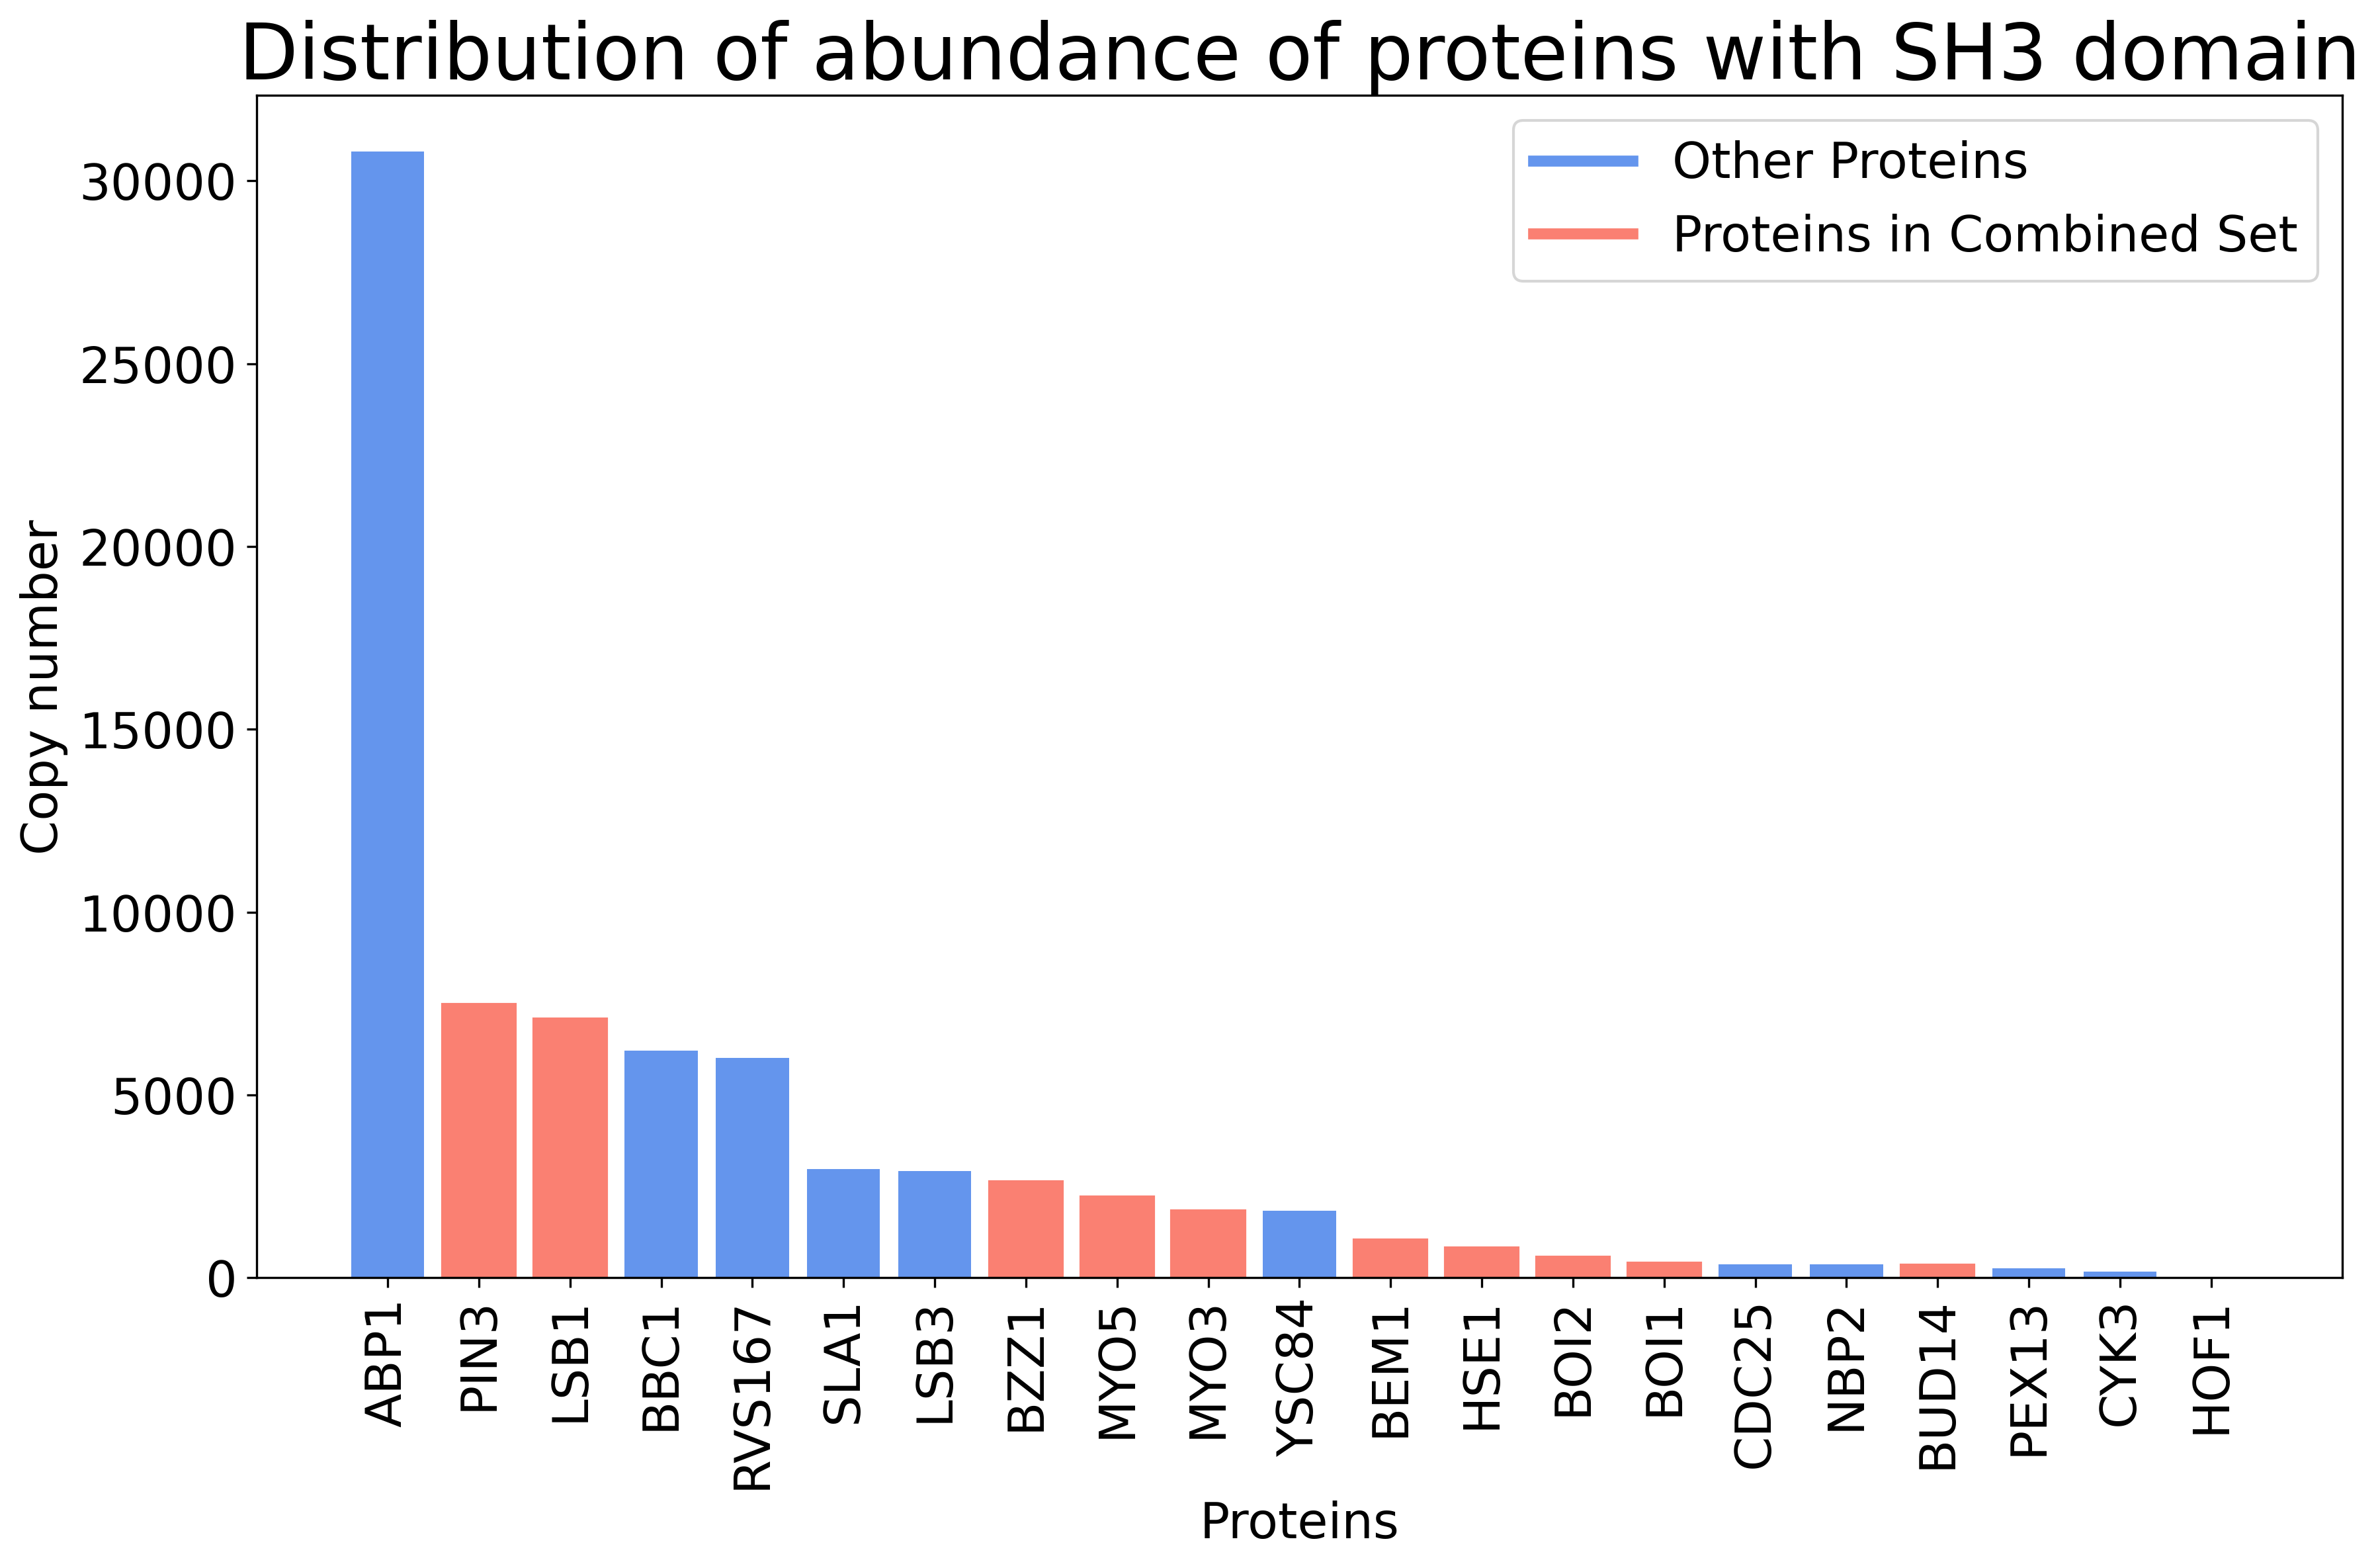 Distribution of abundance of proteins with SH3 domain
Other Proteins
Proteins in Combined Set
Copy number
30000
25000
20000
15000
10000
5000
0
ABP1
PIN3
LSB1
BBC1
RVS167
SLA1
LSB3
BZZ1
MYO5
MYO3
YSC84
BEM1
HSE1
BOI2
BOI1
CDC25
NBP2
BUD14
PEX13
CYK3
HOF1
Proteins